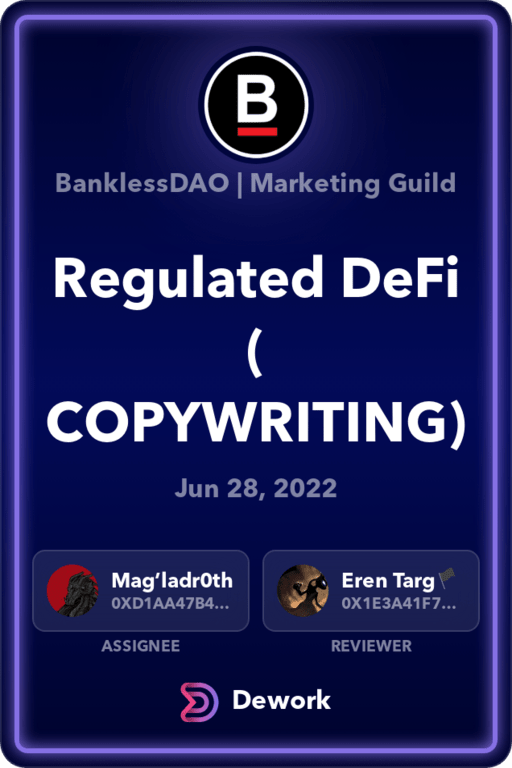 B
BanklessDAO | Marketing Guild
Regulated DeFi
(
COPYWRITING)
Jun 28, 2022
Mag’ladr0th
0XD1AA47B4...
Eren Targ🏴
0X1E3A41F7...
ASSIGNEE
REVIEWER
Dework